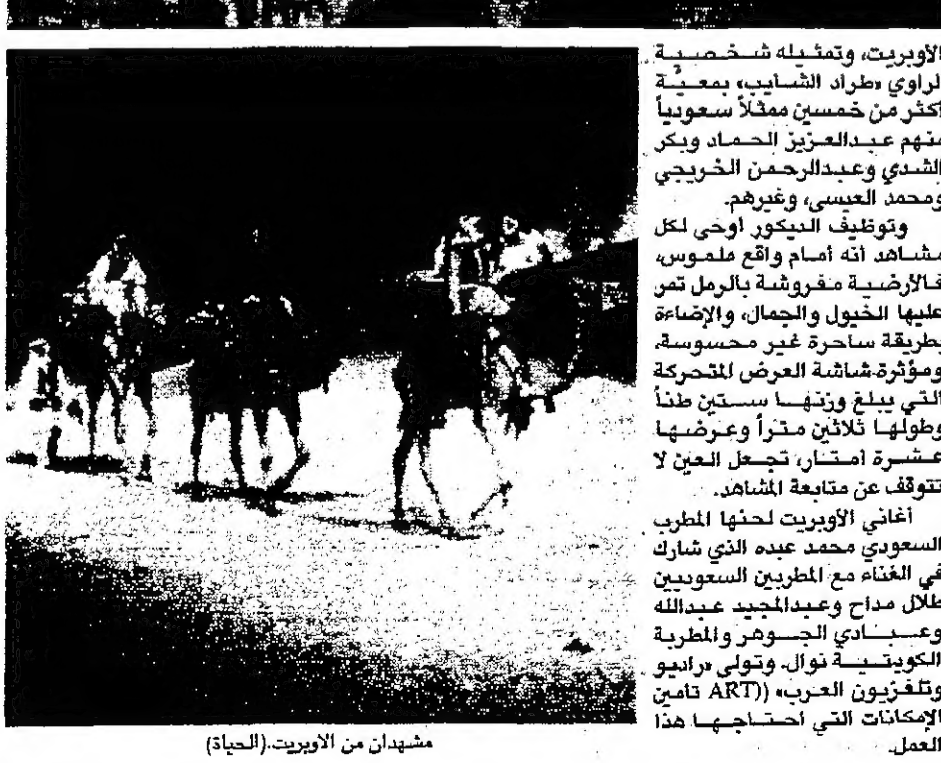 الأوبريت، وتمثيله شخصية
الراوي «طراد الشايب» بمعيّة
أكثر من خمسين ممثلاً سعودياً
منهم عبدالعزيز الحماد وبكر
الشدي وعبدالرحمن الخريجي
ومحمد العيسى، وغيرهم.
وتوظيف الديكور أوحى لكل
مشاهد أنه أمام واقع ملموس،
فالأرضية مفروشة بالرمل تمر
عليها الخيول والجمال، والإضاءة
بطريقة ساحرة غير محسوسة،
ومؤثرة.شاشة العرض المتحركة
التي يبلغ وزنها ستين طناً
وطولها ثلاثين متراً وعرضها
عشرة امتار، تجعل العين لا
تتوقف عن متابعة المشاهد.
أغاني الأوبريت لحنها المطرب
السعودي محمد عبده الذي شارك
في الغناء مع المطربين السعوديين
طلال مداح وعبدالمجيد عبدالله
وعبادي الجوهر والمطربة
الكويتية نوال. وتولى «راديو
وتلفزيون العرب» ((ART تامين
الإمكانات التي احتاجها هذا
العمل.
مشهدان من الاوبريت.(الحياة)